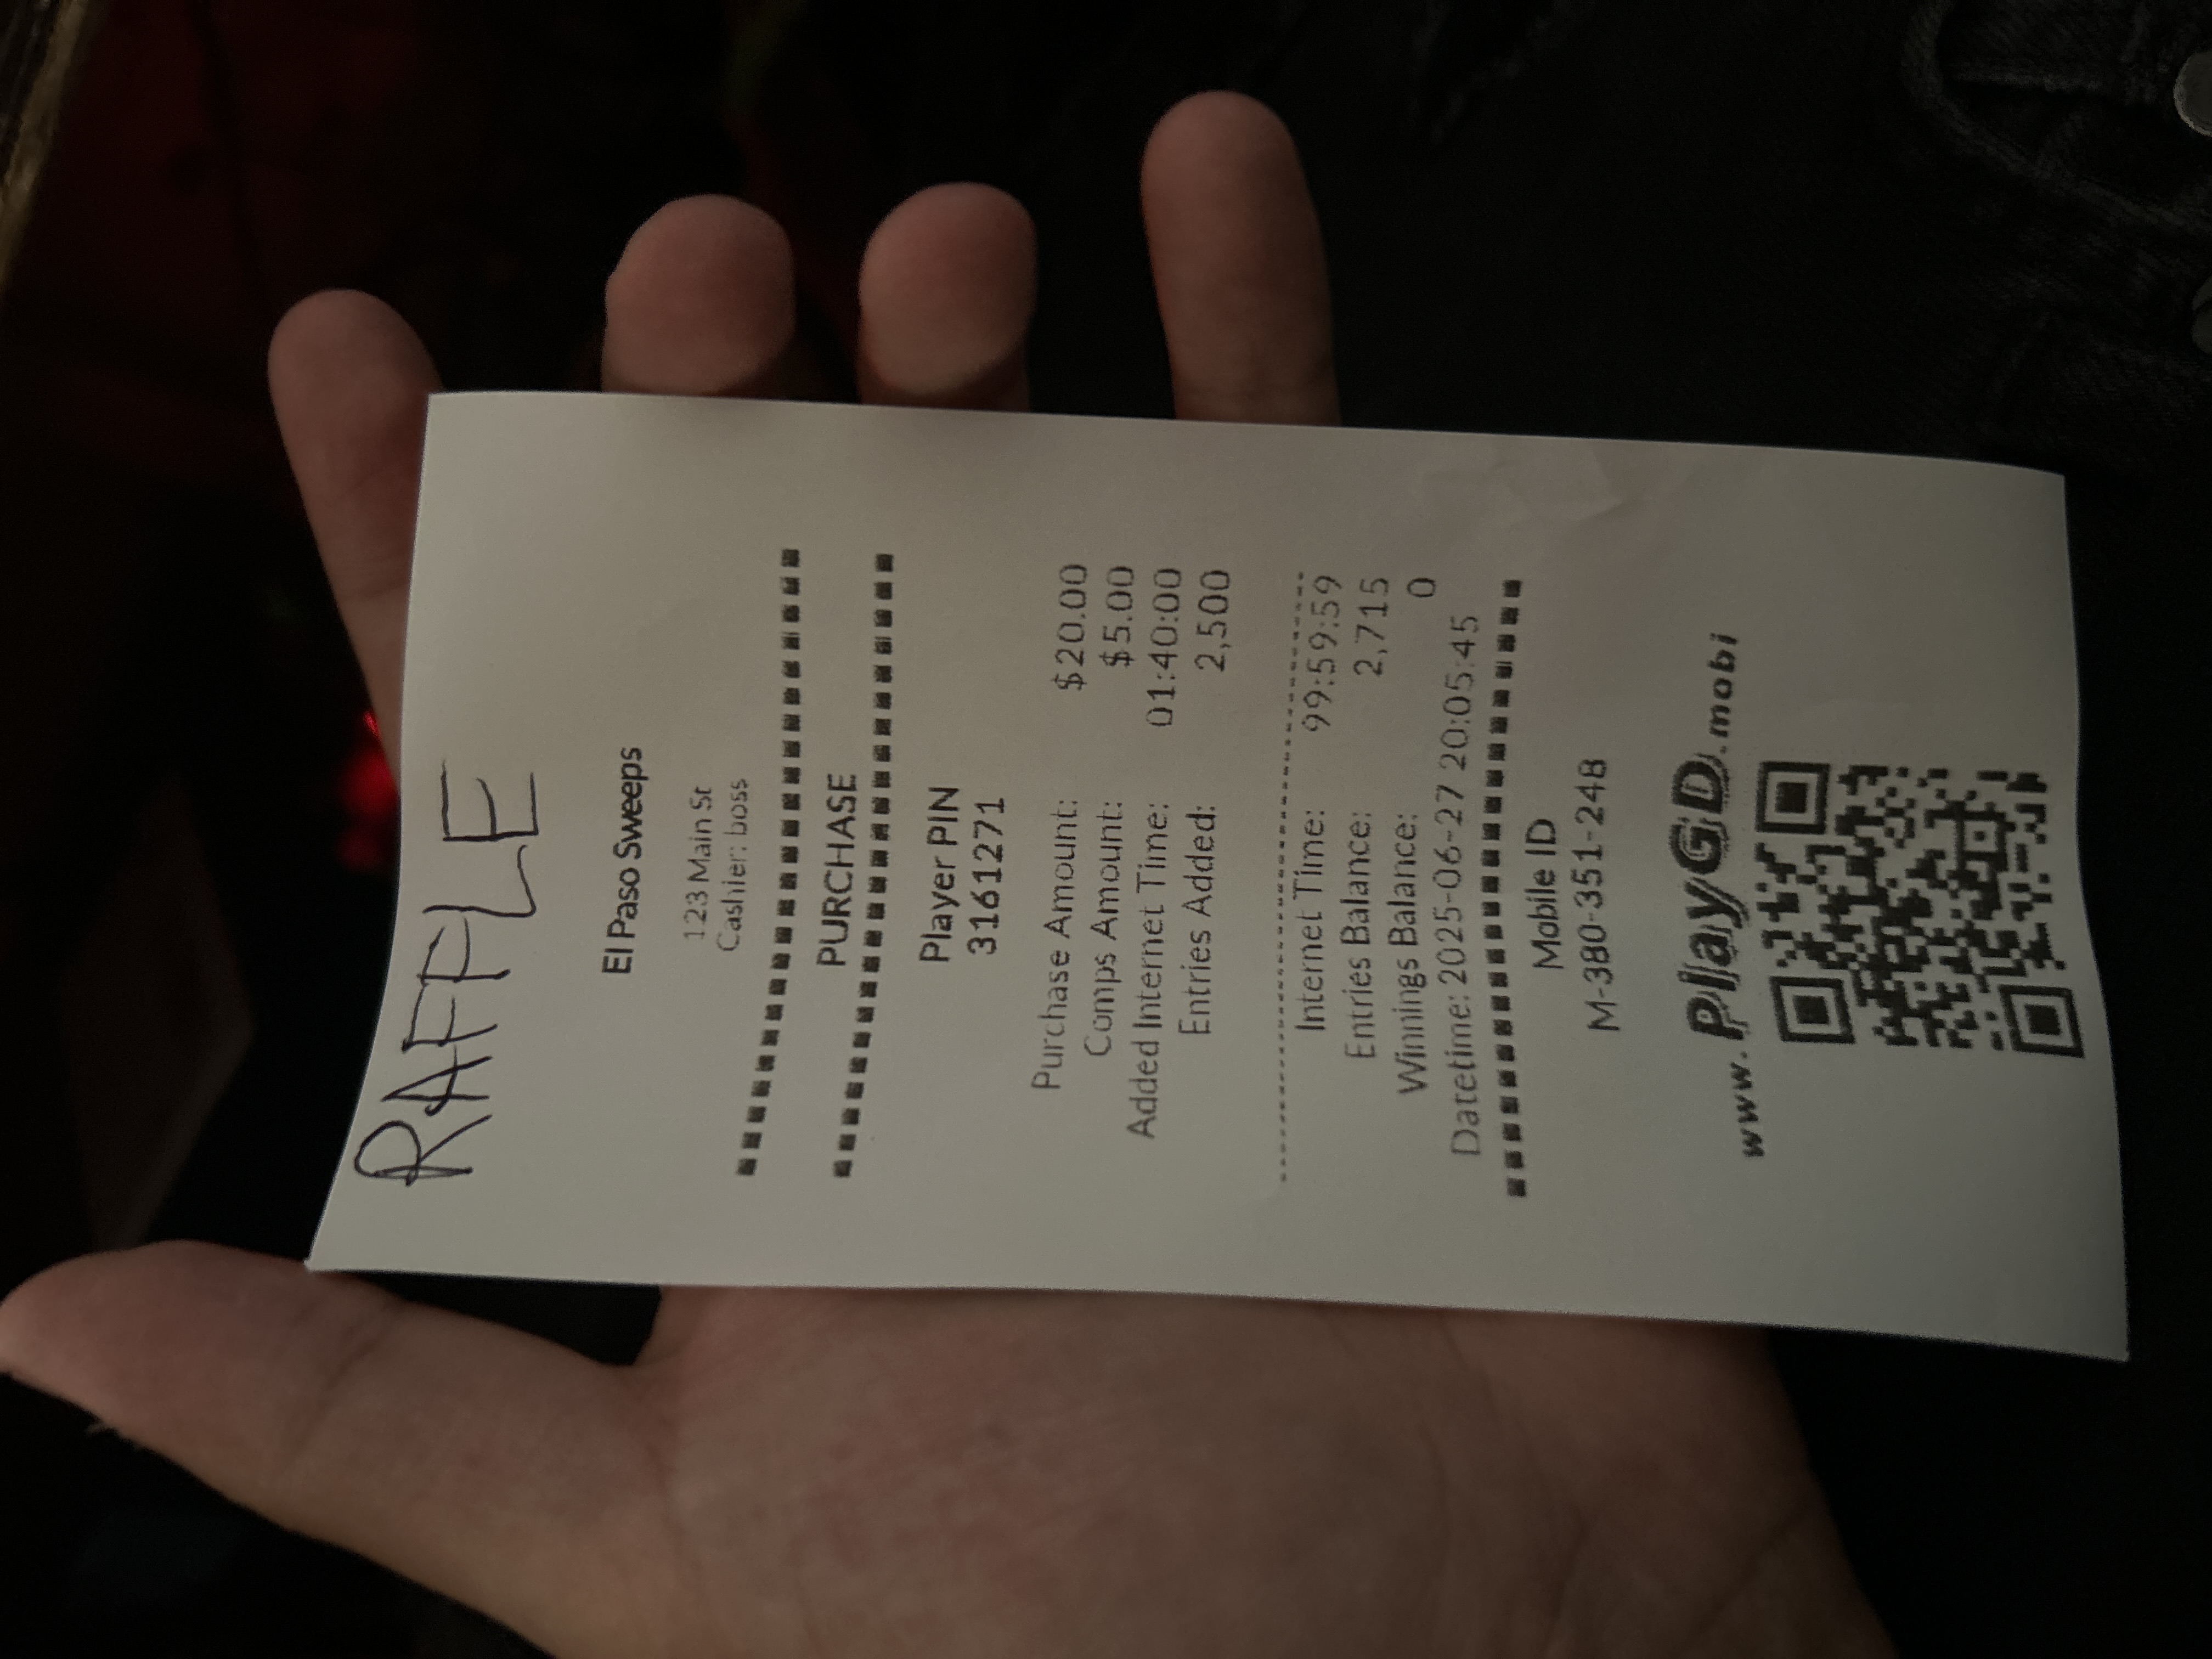 RAFFLE
El Paso Sweeps
123 Main St
Cashier: boss
PURCHASE
Player PIN
31611271
Purchase Amount: $20.00
Comps Amount: $5.00
Added Internet Time: 01:40:00
Entries Added: 2,500
Internet Time: 99:59:59
Entries Balance: 2,715
Winnings Balance: 0
Datetime: 2025-06-27 20:05:45
Mobile ID
M-380-351-248
www.PlayGD.mobi